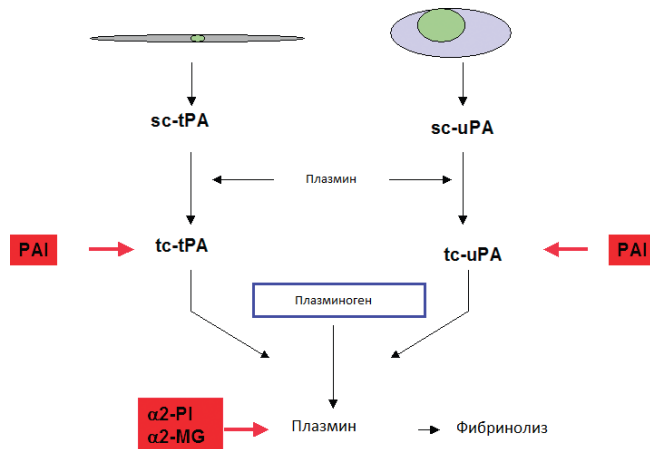 sc-tPA
sc-uPA
Плазмин
PAI
tc-tPA
tc-uPA
PAI
Плазминоген
α2-PI
α2-MG
Плазмин
Фибринолиз